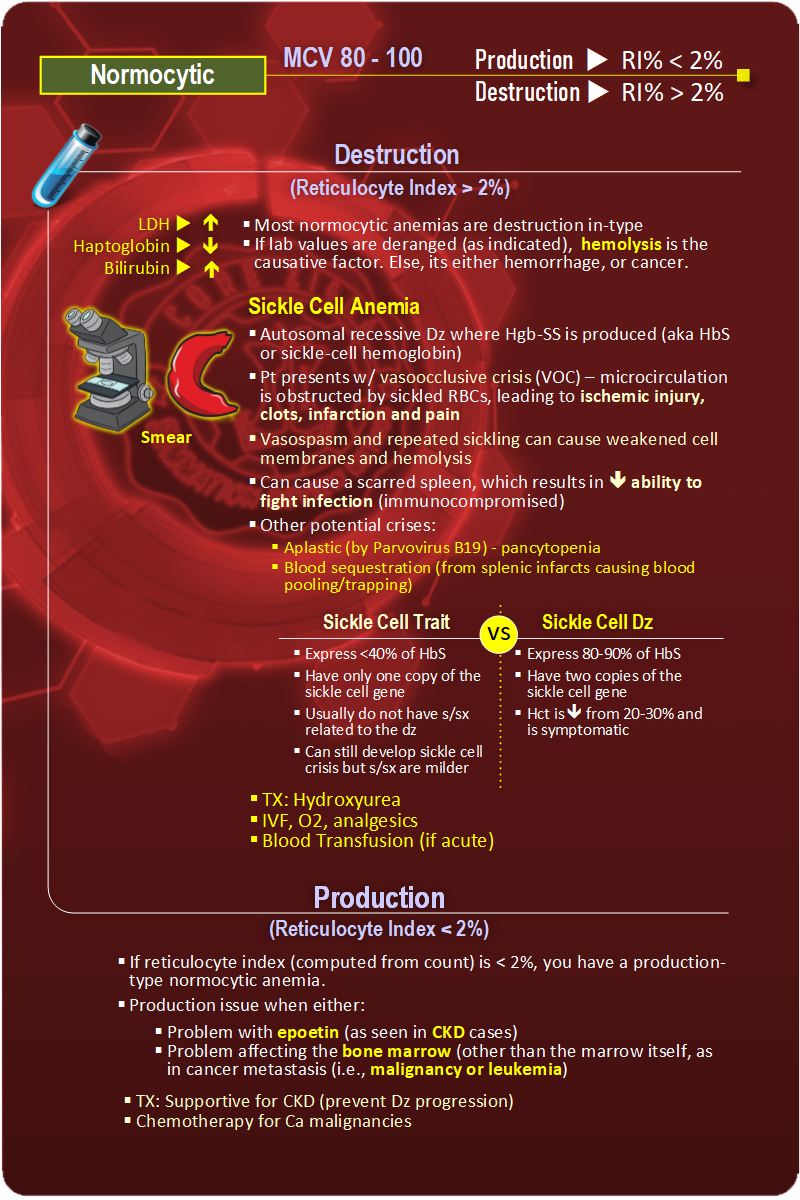 Normocytic
MCV 80 - 100
Production ▶ RI% < 2%
Destruction ▶ RI% > 2%
Destruction
(Reticulocyte Index > 2%)
LDH ▶ ↑
Haptoglobin ▶ ↓
Bilirubin ▶ ↑
▪ Most normocytic anemias are destruction in-type
▪ If lab values are deranged (as indicated), hemolysis is the
causative factor. Else, its either hemorrhage, or cancer.
Smear
Sickle Cell Anemia
▪ Autosomal recessive Dz where Hgb-SS is produced (aka HbS
or sickle-cell hemoglobin)
▪ Pt presents w/ vasoocclusive crisis (VOC) – microcirculation
is obstructed by sickled RBCs, leading to ischemic injury,
clots, infarction and pain
▪ Vasospasm and repeated sickling can cause weakened cell
membranes and hemolysis
▪ Can cause a scarred spleen, which results in ↓ ability to
fight infection (immunocompromised)
▪ Other potential crises:
▪ Aplastic (by Parvovirus B19) - pancytopenia
▪ Blood sequestration (from splenic infarcts causing blood
pooling/trapping)
Sickle Cell Trait
▪ Express <40% of HbS
▪ Have only one copy of the
sickle cell gene
▪ Usually do not have s/sx
related to the dz
▪ Can still develop sickle cell
crisis but s/sx are milder
VS
Sickle Cell Dz
▪ Express 80-90% of HbS
▪ Have two copies of the
sickle cell gene
▪ Hct is ↓ from 20-30% and
is symptomatic
▪ TX: Hydroxyurea
▪ IVF, O2, analgesics
▪ Blood Transfusion (if acute)
Production
(Reticulocyte Index < 2%)
▪ If reticulocyte index (computed from count) is < 2%, you have a production-
type normocytic anemia.
▪ Production issue when either:
▪ Problem with epoetin (as seen in CKD cases)
▪ Problem affecting the bone marrow (other than the marrow itself, as
in cancer metastasis (i.e., malignancy or leukemia)
▪ TX: Supportive for CKD (prevent Dz progression)
▪ Chemotherapy for Ca malignancies